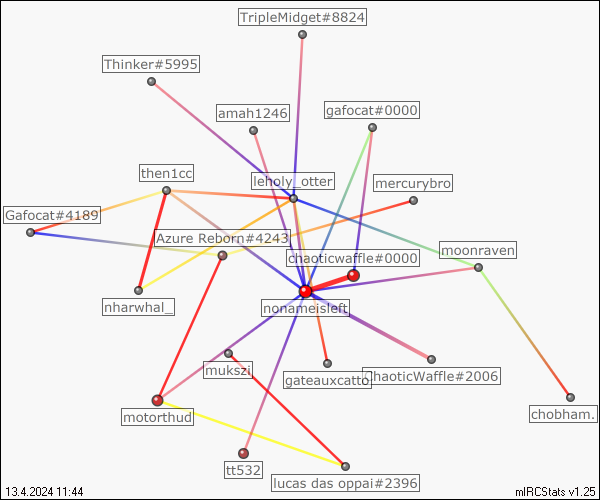 TripleMidget#8824
Thinker#5995
amah1246
gafocat#0000
then1cc
leholy_otter
mercurybro
Gafocat#4189
Azure Reborn#4243
chaoticwaffle#0000
moonraven
nharwhal_
nonameisleft
mukszi
gateauxcatto
ChaoticWaffle#2006
motorthud
chobham.
tt532
lucas das oppai#2396
13.4.2024 11:44
mIRCStats v1.25